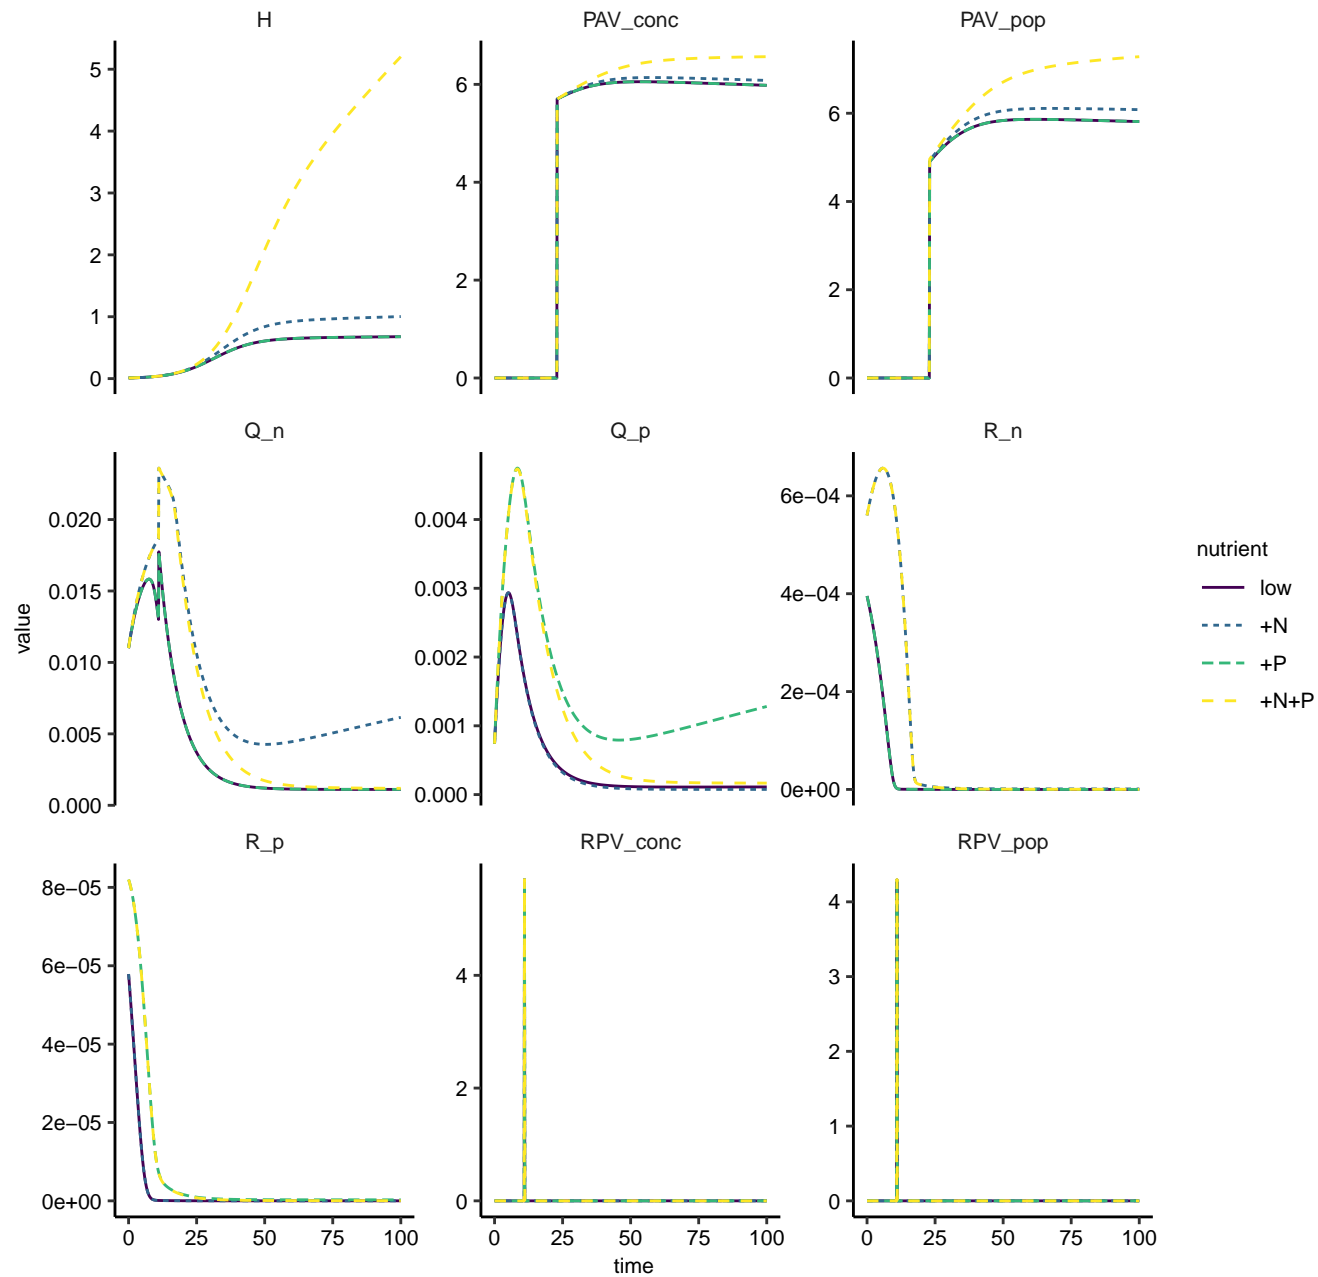 H
PAV_conc
PAV_pop
5
4
3
2
1
0
6
4
2
0
6
4
2
0
Q_n
Q_p
R_n
0.020
0.015
0.010
0.005
0.000
0.004
0.003
0.002
0.001
0.000
6e−04
4e−04
2e−04
0e+00
value
nutrient
low
+N
+P
+N+P
R_p
RPV_conc
RPV_pop
8e−05
6e−05
4e−05
2e−05
0e+00
4
2
0
4
3
2
1
0
0 25 50 75 100
0 25 50 75 100
0 25 50 75 100
time